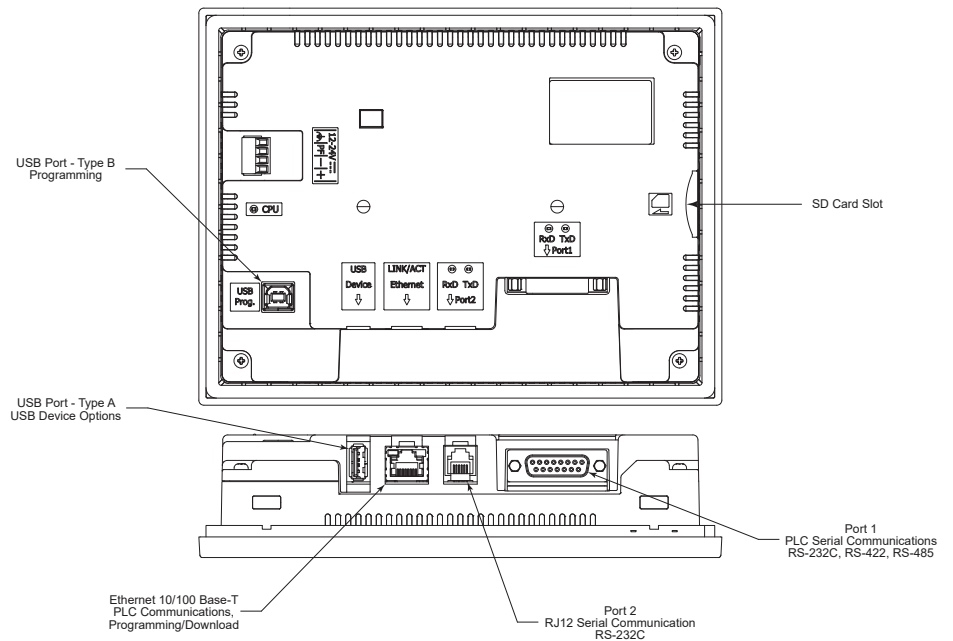 12-24V
PF
− +
USB Port - Type B
Programming
CPU
SD Card Slot
RxD TxD
Port1
USB
Device
LINK/ACT
Ethernet
RxD TxD
Port2
USB
Prog.
USB Port - Type A
USB Device Options
Port 1
PLC Serial Communications
RS-232C, RS-422, RS-485
Ethernet 10/100 Base-T
PLC Communications,
Programming/Download
Port 2
RJ12 Serial Communication
RS-232C